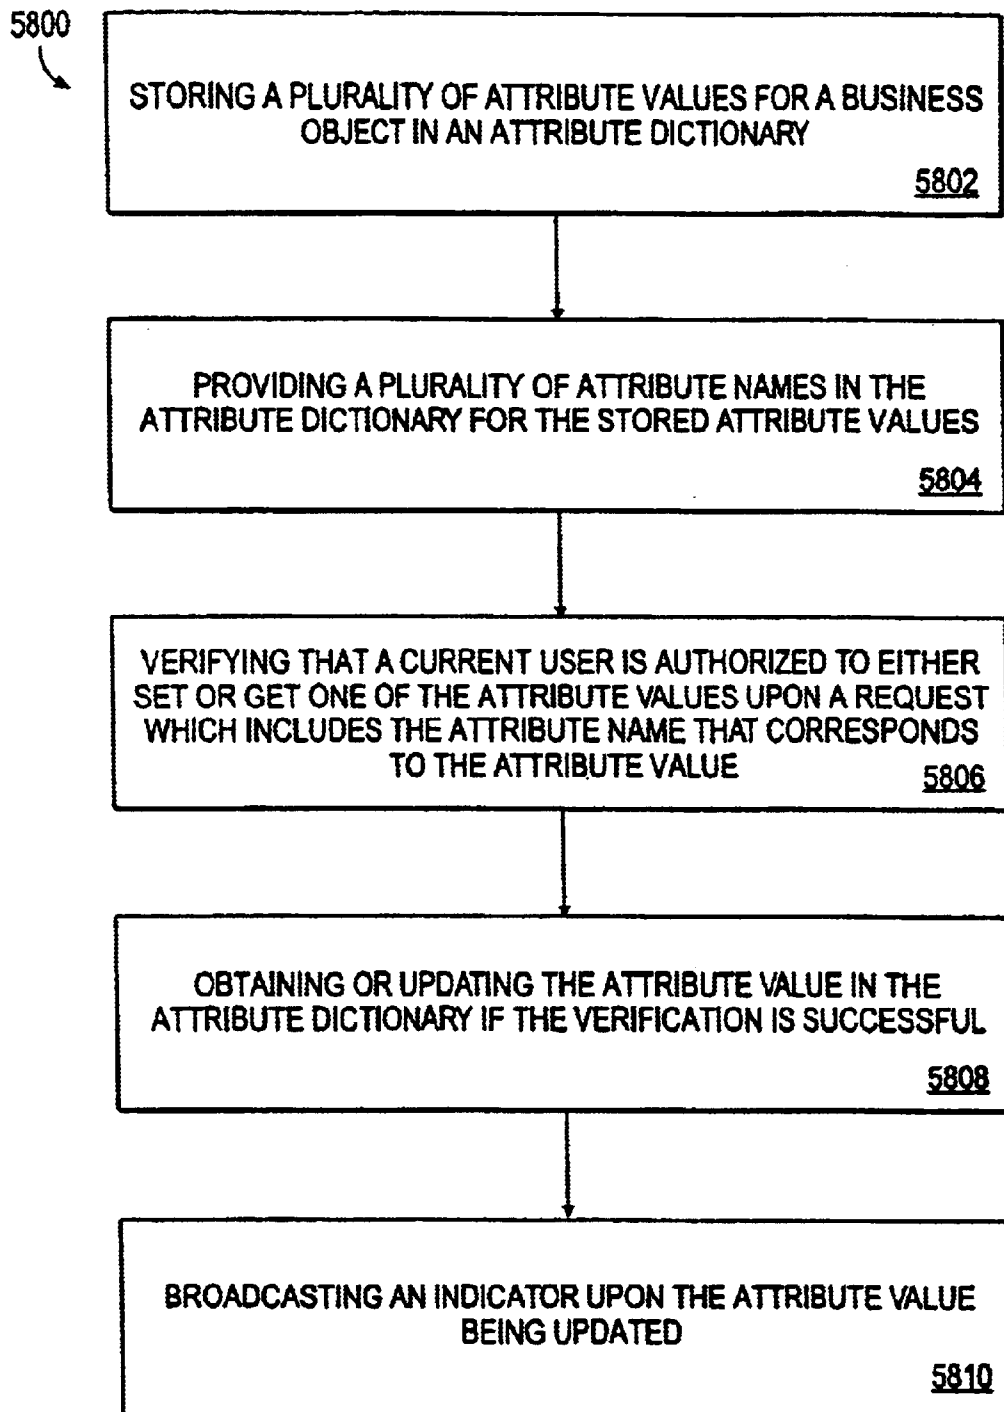 5800
STORING A PLURALITY OF ATTRIBUTE VALUES FOR A BUSINESS
OBJECT IN AN ATTRIBUTE DICTIONARY
5802
PROVIDING A PLURALITY OF ATTRIBUTE NAMES IN THE
ATTRIBUTE DICTIONARY FOR THE STORED ATTRIBUTE VALUES
5804
VERIFYING THAT A CURRENT USER IS AUTHORIZED TO EITHER
SET OR GET ONE OF THE ATTRIBUTE VALUES UPON A REQUEST
WHICH INCLUDES THE ATTRIBUTE NAME THAT CORRESPONDS
TO THE ATTRIBUTE VALUE
5806
OBTAINING OR UPDATING THE ATTRIBUTE VALUE IN THE
ATTRIBUTE DICTIONARY IF THE VERIFICATION IS SUCCESSFUL
5808
BROADCASTING AN INDICATOR UPON THE ATTRIBUTE VALUE
BEING UPDATED
5810